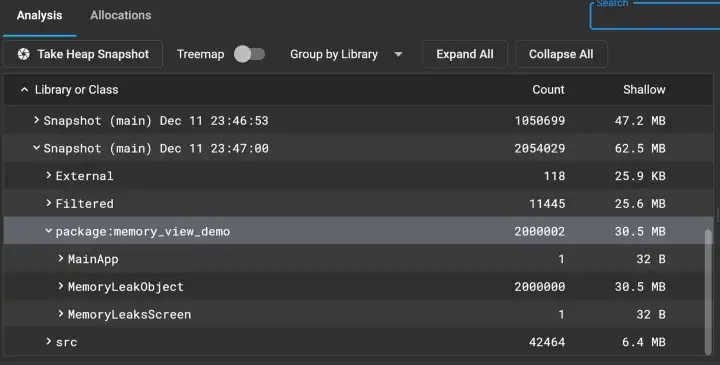 Analysis Allocations
Search
Take Heap Snapshot Treemap Group by Library Expand All Collapse All
Library or Class Count Shallow
Snapshot (main) Dec 11 23:46:53 1050699 47.2 MB
Snapshot (main) Dec 11 23:47:00 2054029 62.5 MB
External 118 25.9 KB
Filtered 11445 25.6 MB
package:memory_view_demo 2000002 30.5 MB
MainApp 1 32 B
MemoryLeakObject 2000000 30.5 MB
MemoryLeaksScreen 1 32 B
src 42464 6.4 MB